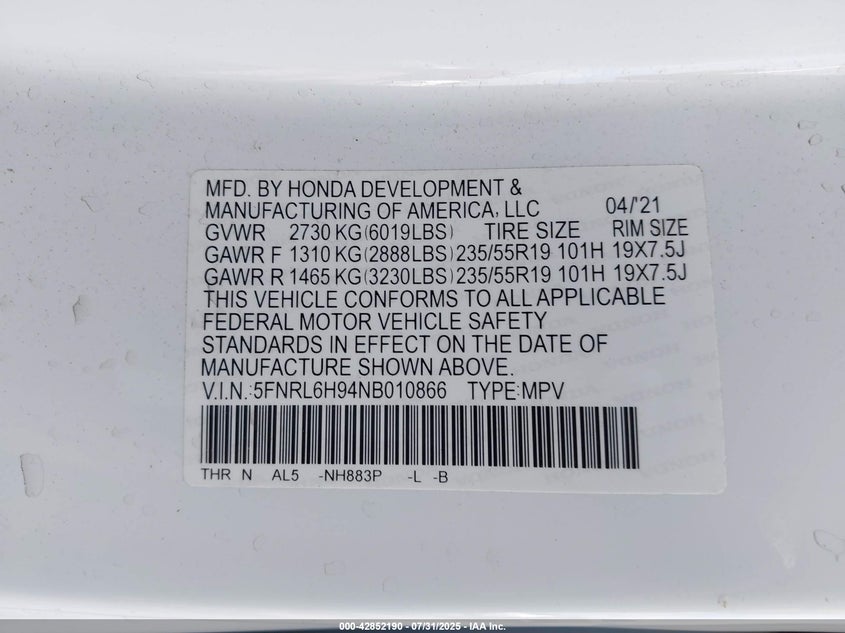 MFD. BY HONDA DEVELOPMENT &
MANUFACTURING OF AMERICA, LLC 04/'21
GVWR 2730 KG(6019LBS) TIRE SIZE RIM SIZE
GAWR F 1310 KG(2888LBS)235/55R19 101H 19X7.5J
GAWR R 1465 KG(3230LBS)235/55R19 101H 19X7.5J
THIS VEHICLE CONFORMS TO ALL APPLICABLE
FEDERAL MOTOR VEHICLE SAFETY
STANDARDS IN EFFECT ON THE DATE OF
MANUFACTURE SHOWN ABOVE.
V.I.N.:5FNRL6H94NB010866 TYPE:MPV
THR N AL5 -NH883P -L -B
000-42852190 - 07/31/2025 - IAA Inc.